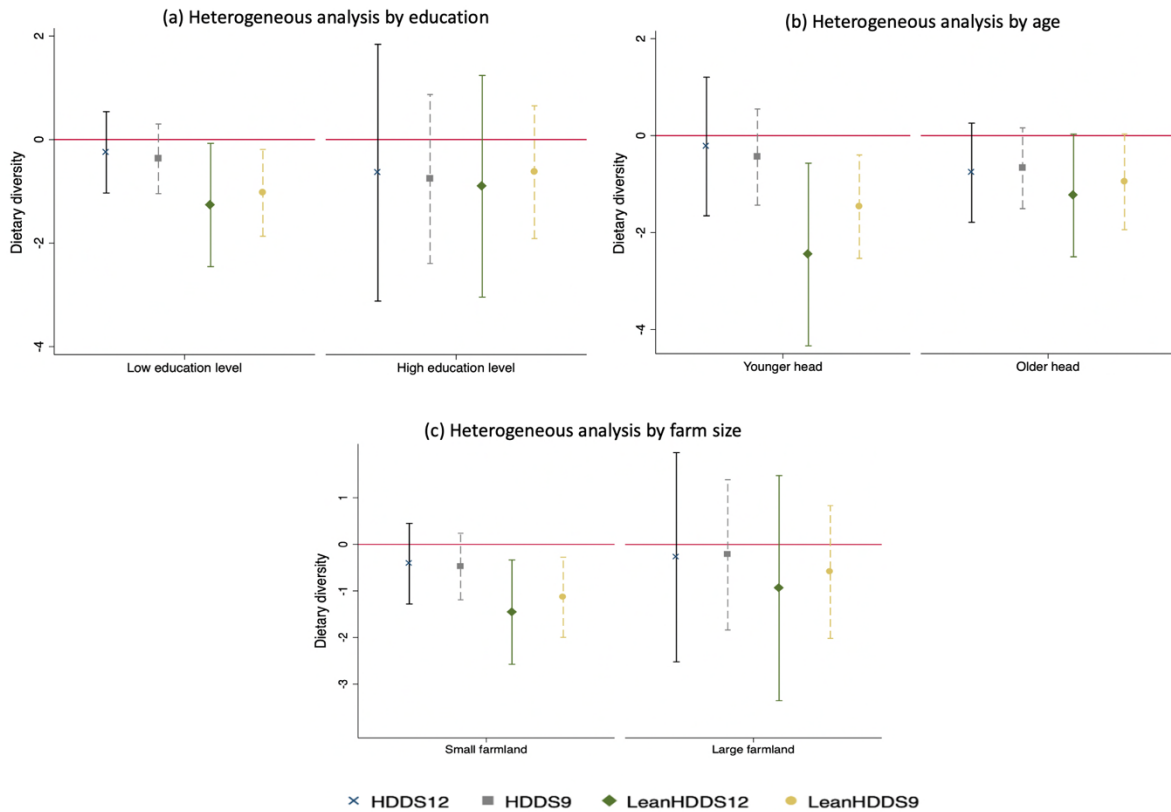 (a) Heterogeneous analysis by education
2
0
-2
-4
Dietary diversity
Low education level
High education level
(b) Heterogeneous analysis by age
2
0
-2
-4
Dietary diversity
Younger head
Older head
(c) Heterogeneous analysis by farm size
1
0
-1
-2
-3
Dietary diversity
Small farmland
Large farmland
HDDS12 HDDS9 LeanHDDS12 LeanHDDS9